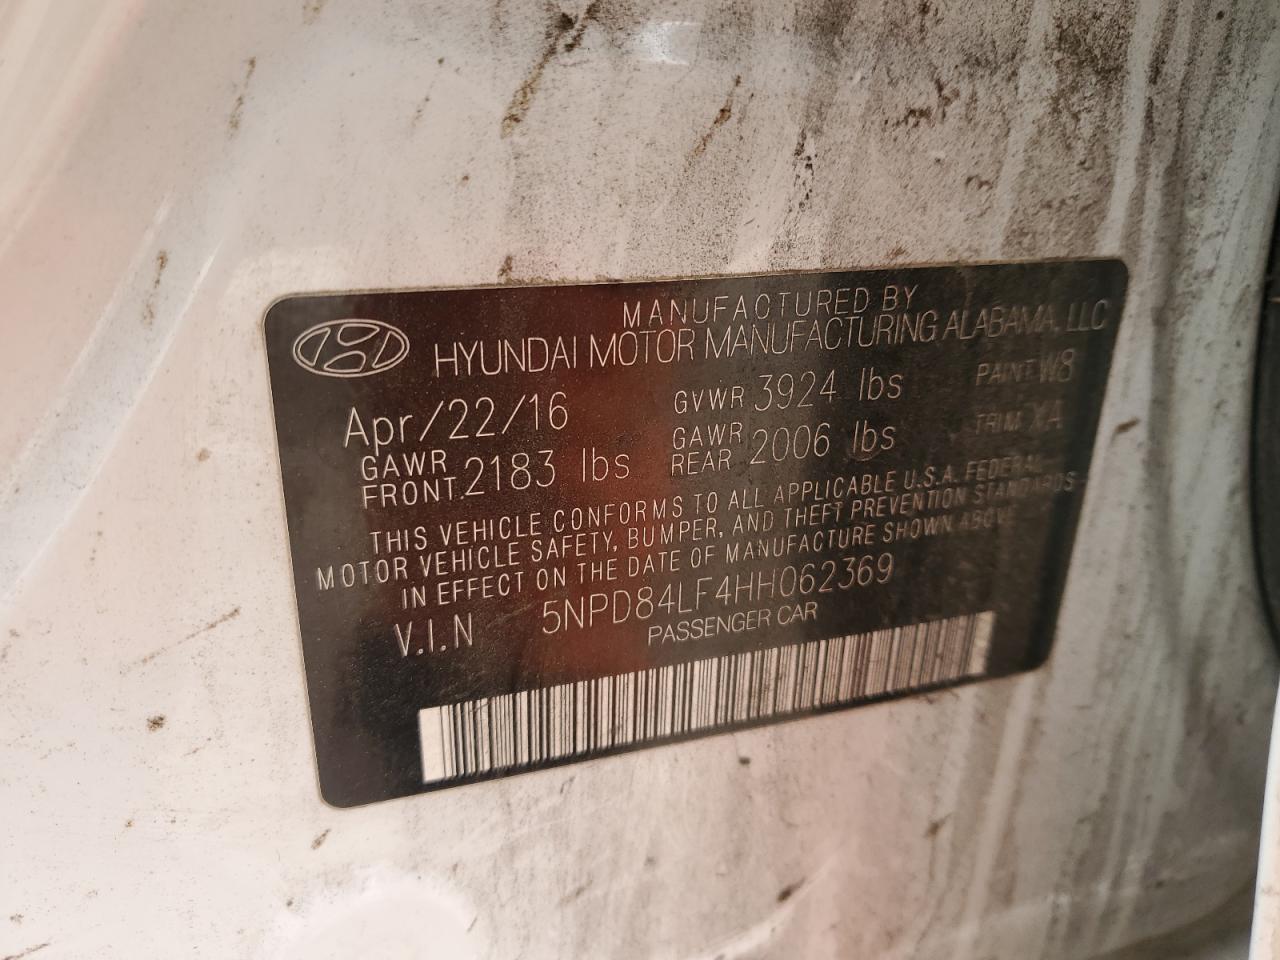 MANUFACTURED BY
HYUNDAI MOTOR MANUFACTURING ALABAMA, LLC
Apr/22/16 GVWR 3924 lbs PAINT W8
GAWR FRONT 2183 lbs GAWR REAR 2006 lbs TRIM XA
THIS VEHICLE CONFORMS TO ALL APPLICABLE U.S.A. FEDERAL
MOTOR VEHICLE SAFETY, BUMPER, AND THEFT PREVENTION STANDARDS
IN EFFECT ON THE DATE OF MANUFACTURE SHOWN ABOVE
V.I.N 5NPD84LF4HH062369
PASSENGER CAR